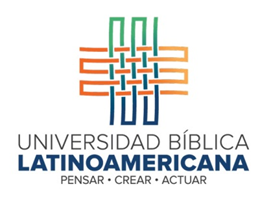 UNIVERSIDAD BÍBLICA
LATINOAMERICANA
PENSAR • CREAR • ACTUAR